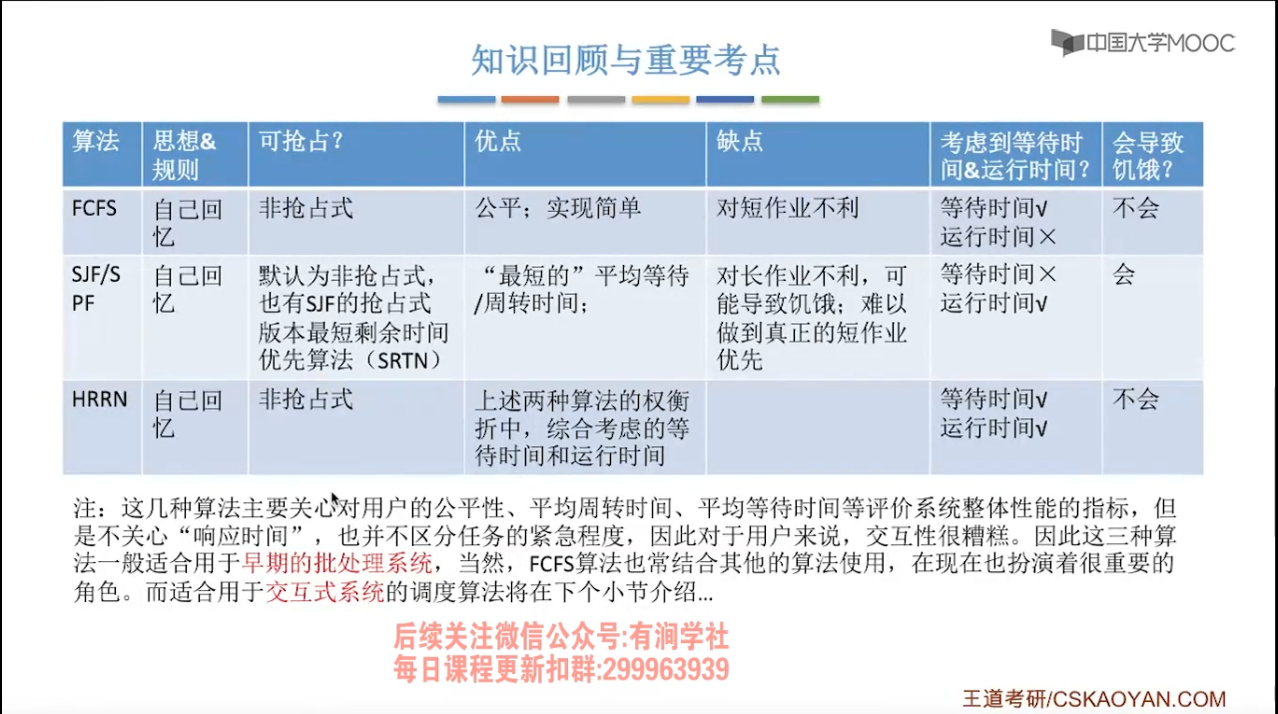 中国大学MOOC
知识回顾与重要考点
算法
思想&
规则
可抢占？
优点
缺点
考虑到等待时
间&运行时间？
会导致
饥饿？
FCFS
自己回
忆
非抢占式
公平；实现简单
对短作业不利
等待时间√
运行时间×
不会
SJF/S
PF
自己回
忆
默认为非抢占式，
也有SJF的抢占式
版本最短剩余时间
优先算法（SRTN）
“最短的”平均等待
/周转时间；
对长作业不利，可
能导致饥饿；难以
做到真正的短作业
优先
等待时间×
运行时间√
会
HRRN
自己回
忆
非抢占式
上述两种算法的权衡
折中，综合考虑的等
待时间和运行时间
等待时间√
运行时间√
不会
注：这几种算法主要关心对用户的公平性、平均周转时间、平均等待时间等评价系统整体性能的指标，但
是不关心“响应时间”，也并不区分任务的紧急程度，因此对于用户来说，交互性很糟糕。因此这三种算
法一般适合用于早期的批处理系统，当然，FCFS算法也常结合其他的算法使用，在现在也扮演着很重要的
角色。而适合用于交互式系统的调度算法将在下个小节介绍...
后续关注微信公众号:有润学社
每日课程更新扣群:299963939
王道考研/CSKAOYAN.COM